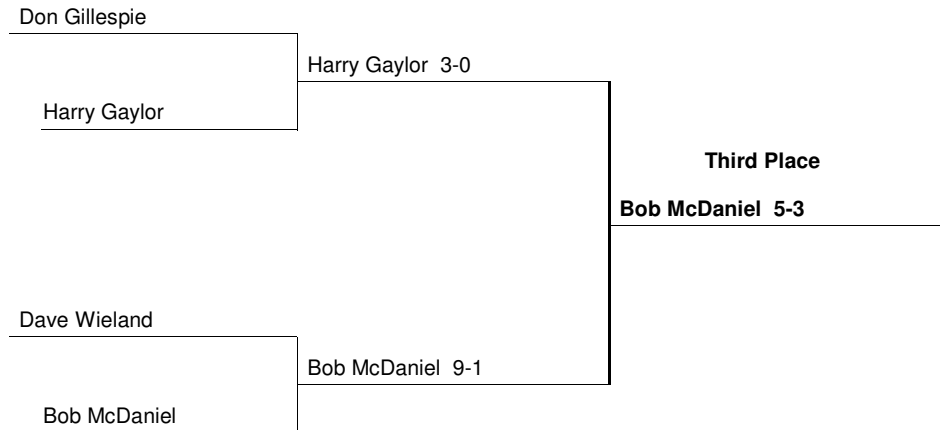 Don Gillespie
Harry Gaylor 3-0
Harry Gaylor
Third Place
Bob McDaniel 5-3
Dave Wieland
Bob McDaniel 9-1
Bob McDaniel